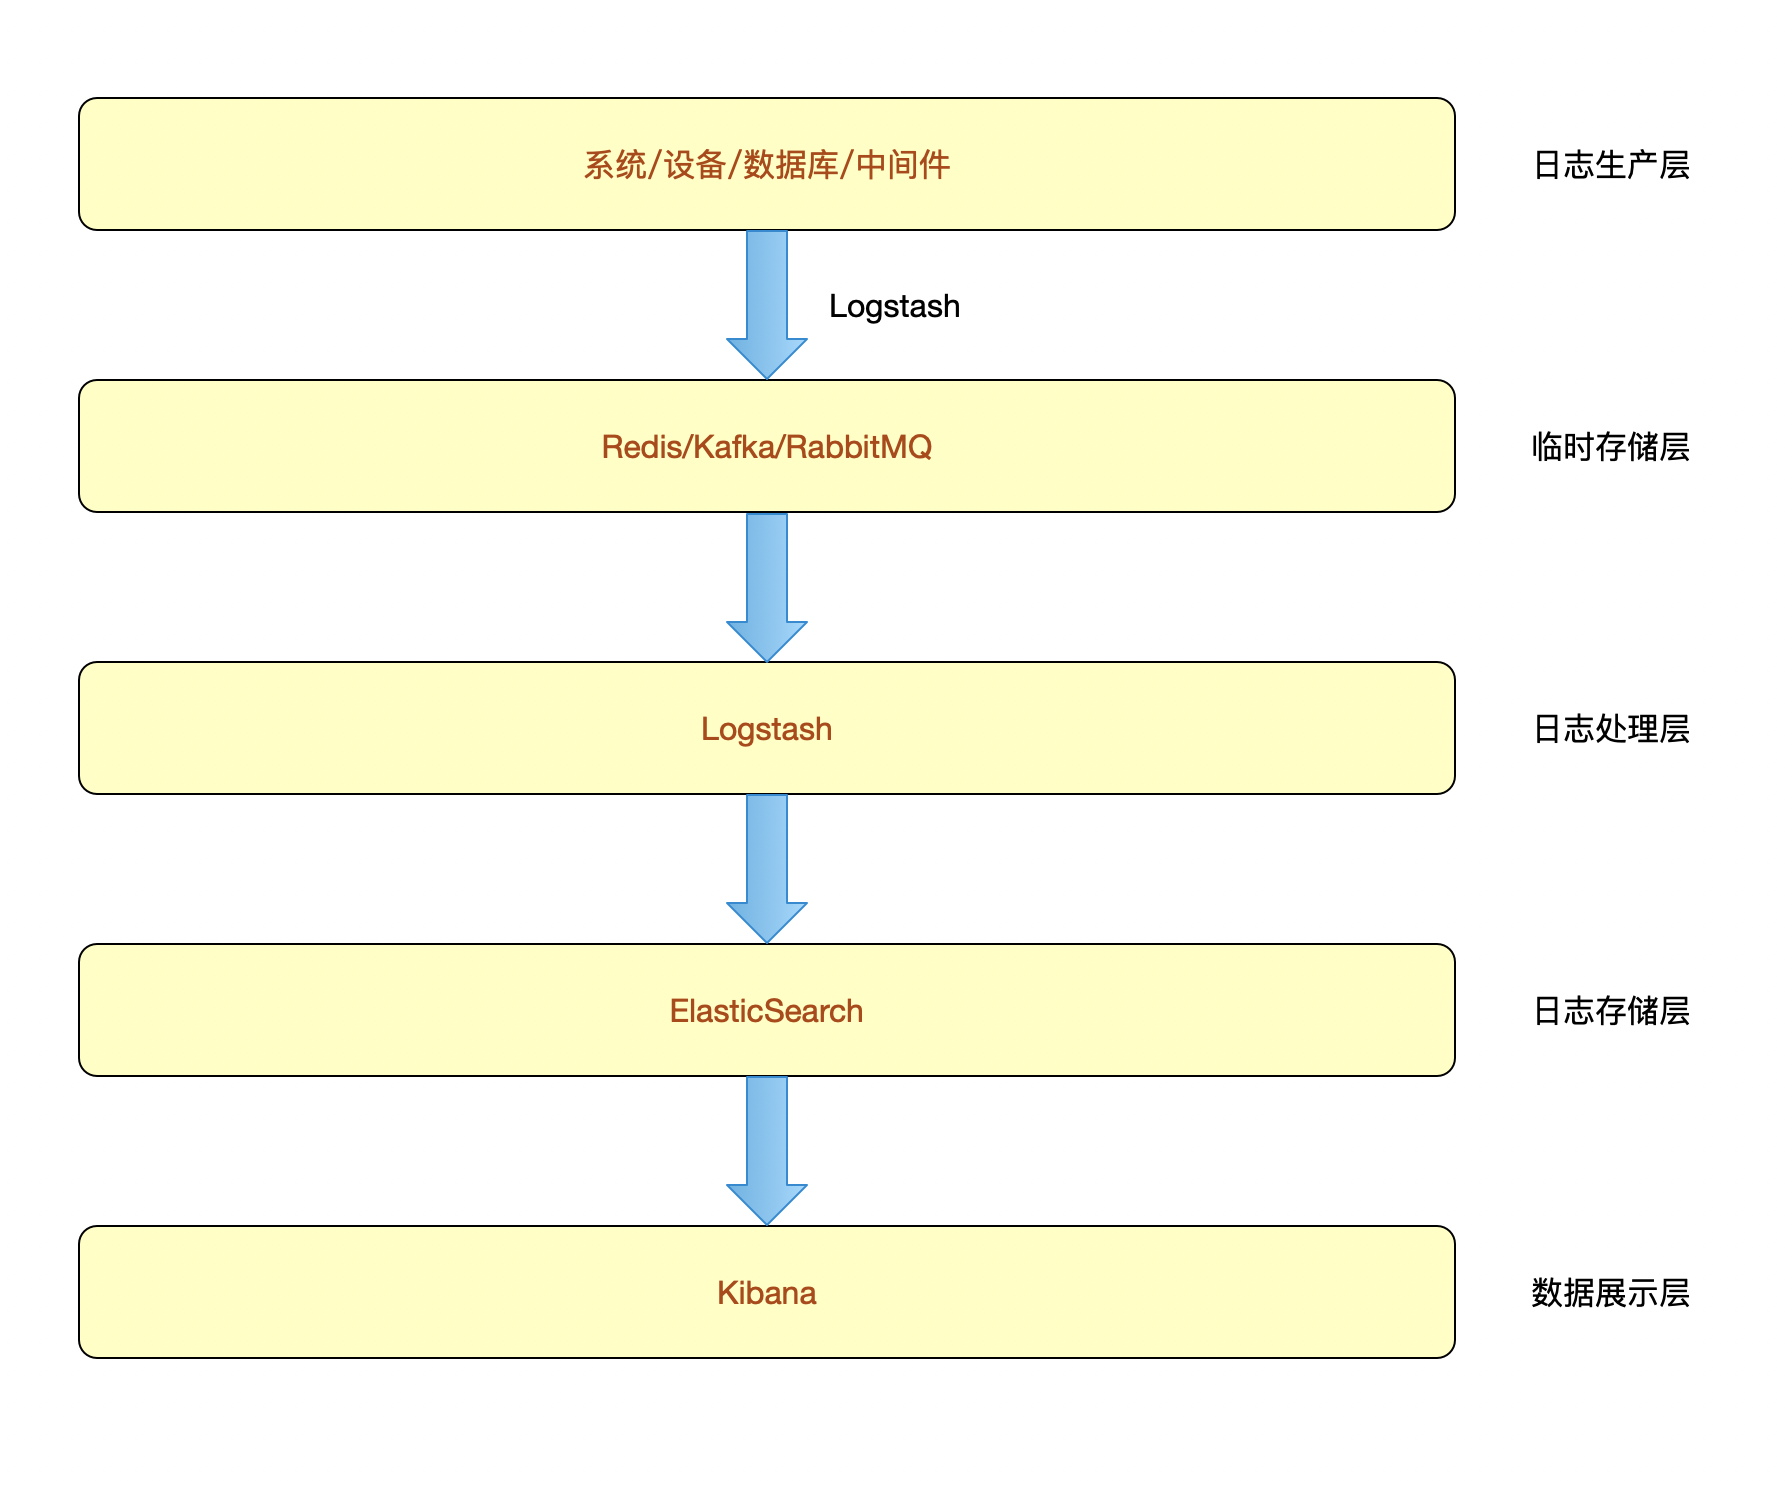 系统/设备/数据库/中间件
日志生产层
Logstash
Redis/Kafka/RabbitMQ
临时存储层
Logstash
日志处理层
ElasticSearch
日志存储层
Kibana
数据展示层